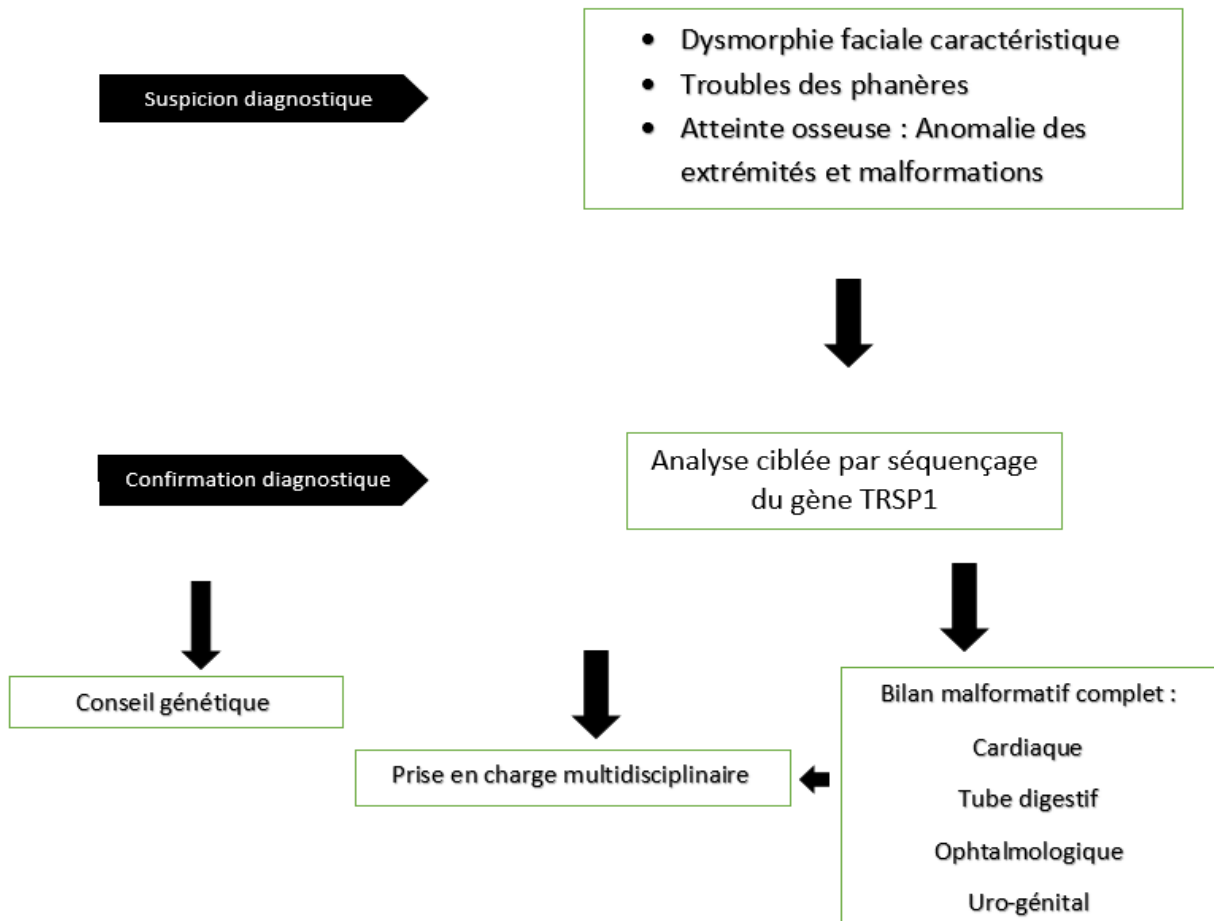 Suspicion diagnostique
• Dysmorphie faciale caractéristique
• Troubles des phanères
• Atteinte osseuse : Anomalie des
extrémités et malformations
Confirmation diagnostique
Analyse ciblée par séquençage
du gène TRSP1
Conseil génétique
Prise en charge multidisciplinaire
Bilan malformatif complet :
Cardiaque
Tube digestif
Ophtalmologique
Uro-génital